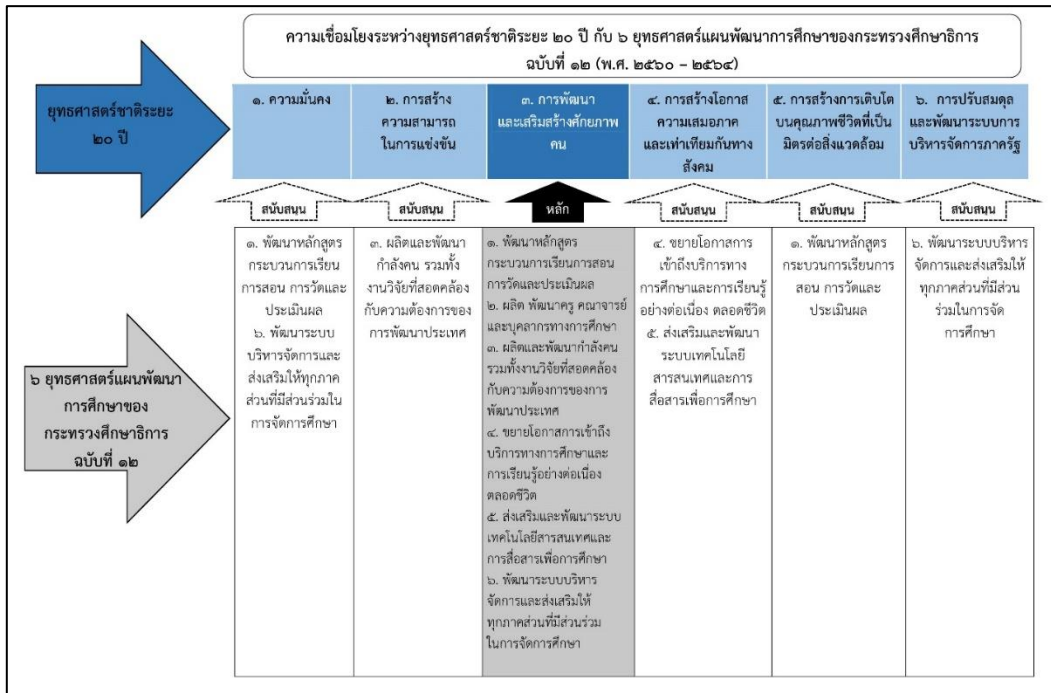 ความเชื่อมโยงระหว่างยุทธศาสตร์ชาติระยะ ๒๐ ปี กับ ๖ ยุทธศาสตร์แผนพัฒนาการศึกษาของกระทรวงศึกษาธิการ
ฉบับที่ ๑๒ (พ.ศ. ๒๕๖๐ – ๒๕๖๔)
ยุทธศาสตร์ชาติระยะ
๒๐ ปี
๑. ความมั่นคง
๒. การสร้าง
ความสามารถ
ในการแข่งขัน
๓. การพัฒนา
และเสริมสร้างศักยภาพ
คน
๔. การสร้างโอกาส
ความเสมอภาค
และเท่าเทียมกันทาง
สังคม
๕. การสร้างการเติบโต
บนคุณภาพชีวิตที่เป็น
มิตรต่อสิ่งแวดล้อม
๖. การปรับสมดุล
และพัฒนาระบบการ
บริหารจัดการภาครัฐ
สนับสนุน
สนับสนุน
หลัก
สนับสนุน
สนับสนุน
สนับสนุน
๖ ยุทธศาสตร์แผนพัฒนา
การศึกษาของ
กระทรวงศึกษาธิการ
ฉบับที่ ๑๒
๑. พัฒนาหลักสูตร
กระบวนการเรียน
การสอน การวัดและ
ประเมินผล
๖. พัฒนาระบบ
บริหารจัดการและ
ส่งเสริมให้ทุกภาค
ส่วนที่มีส่วนร่วมใน
การจัดการศึกษา
๓. ผลิตและพัฒนา
กำลังคน รวมทั้ง
งานวิจัยที่สอดคล้อง
กับความต้องการของ
การพัฒนาประเทศ
๑. พัฒนาหลักสูตร
กระบวนการเรียนการสอน
การวัดและประเมินผล
๒. ผลิต พัฒนาครู คณาจารย์
และบุคลากรทางการศึกษา
๓. ผลิตและพัฒนากำลังคน
รวมทั้งงานวิจัยที่สอดคล้อง
กับความต้องการของการ
พัฒนาประเทศ
๔. ขยายโอกาสการเข้าถึง
บริการทางการศึกษาและ
การเรียนรู้อย่างต่อเนื่อง
ตลอดชีวิต
๕. ส่งเสริมและพัฒนาระบบ
เทคโนโลยีสารสนเทศและ
การสื่อสารเพื่อการศึกษา
๖. พัฒนาระบบบริหาร
จัดการและส่งเสริมให้
ทุกภาคส่วนที่มีส่วนร่วม
ในการจัดการศึกษา
๔. ขยายโอกาสการ
เข้าถึงบริการทาง
การศึกษาและการเรียนรู้
อย่างต่อเนื่อง ตลอดชีวิต
๕. ส่งเสริมและพัฒนา
ระบบเทคโนโลยี
สารสนเทศและการ
สื่อสารเพื่อการศึกษา
๑. พัฒนาหลักสูตร
กระบวนการเรียนการ
สอน การวัดและ
ประเมินผล
๖. พัฒนาระบบบริหาร
จัดการและส่งเสริมให้
ทุกภาคส่วนที่มีส่วน
ร่วมในการจัด
การศึกษา